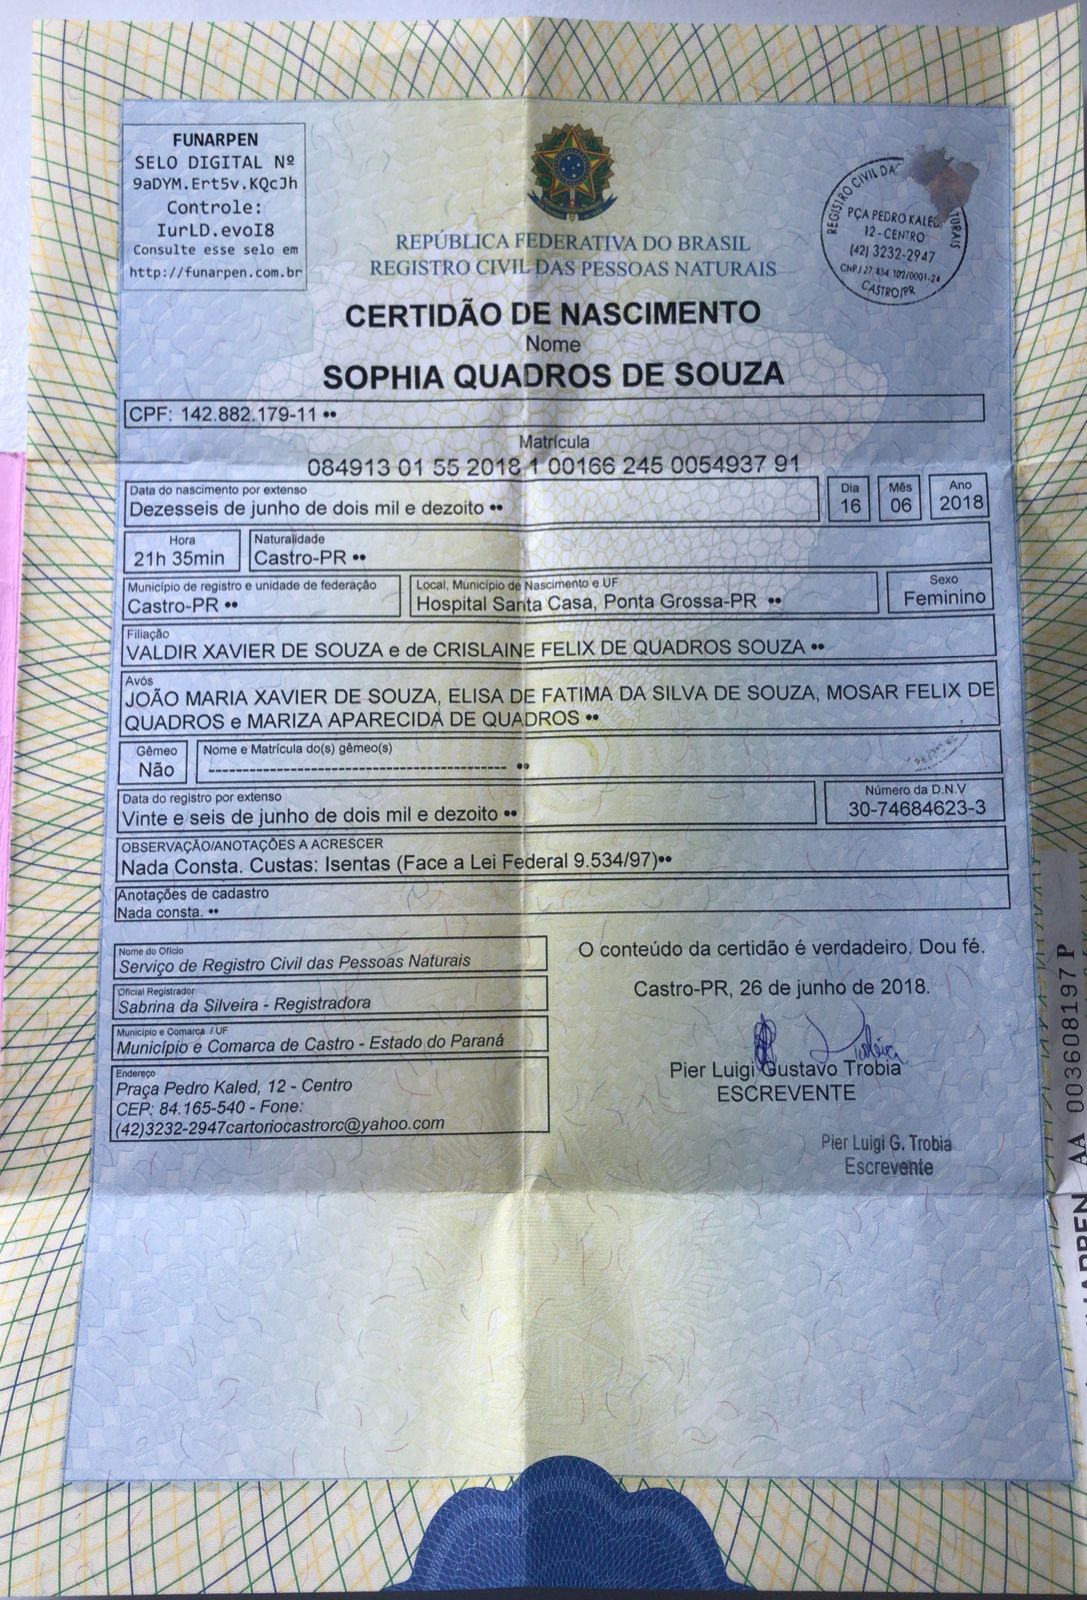 FUNARPEN
SELO DIGITAL Nº
9aDYM.Ert5v.KQcJh
Controle:
IurLD.evoI8
Consulte esse selo em
http://funarpen.com.br
REGISTRO CIVIL DA
PÇA PEDRO KALED,
12-CENTRO
(42) 3232-2947
CNPJ 27.434.102/0001-24
CASTRO/PR
REPÚBLICA FEDERATIVA DO BRASIL
REGISTRO CIVIL DAS PESSOAS NATURAIS
CERTIDÃO DE NASCIMENTO
Nome
SOPHIA QUADROS DE SOUZA
CPF: 142.882.179-11 ••
Matrícula
084913 01 55 2018 1 00166 245 0054937 91
Data do nascimento por extenso
Dezesseis de junho de dois mil e dezoito ••
Dia
16
Mês
06
Ano
2018
Hora
21h 35min
Naturalidade
Castro-PR ••
Município de registro e unidade de federação
Castro-PR ••
Local, Município de Nascimento e UF
Hospital Santa Casa, Ponta Grossa-PR ••
Sexo
Feminino
Filiação
VALDIR XAVIER DE SOUZA e de CRISLAINE FELIX DE QUADROS SOUZA ••
Avós
JOÃO MARIA XAVIER DE SOUZA, ELISA DE FATIMA DA SILVA DE SOUZA, MOSAR FELIX DE
QUADROS e MARIZA APARECIDA DE QUADROS ••
Gêmeo
Não
Nome e Matrícula do(s) gêmeo(s)
--------------------------------------------- ••
Data do registro por extenso
Vinte e seis de junho de dois mil e dezoito ••
Número da D.N.V
30-74684623-3
OBSERVAÇÃO/ANOTAÇÕES A ACRESCER
Nada Consta. Custas: Isentas (Face a Lei Federal 9.534/97)••
Anotações de cadastro
Nada consta. ••
Nome do Ofício
Serviço de Registro Civil das Pessoas Naturais
Oficial Registrador
Sabrina da Silveira - Registradora
Município e Comarca / UF
Município e Comarca de Castro - Estado do Paraná
Endereço
Praça Pedro Kaled, 12 - Centro
CEP: 84.165-540 - Fone:
(42)3232-2947cartoriocastrorc@yahoo.com
O conteúdo da certidão é verdadeiro. Dou fé.
Castro-PR, 26 de junho de 2018.
Pier Luigi Gustavo Trobia
ESCREVENTE
Pier Luigi G. Trobia
Escrevente
AA 003608197 P